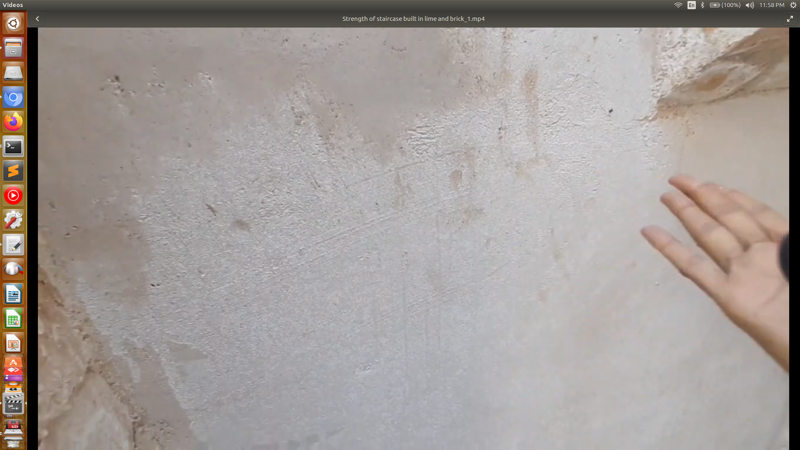 Videos
En
(100%)
11:58 PM
Strength of staircase built in lime and brick_1.mp4